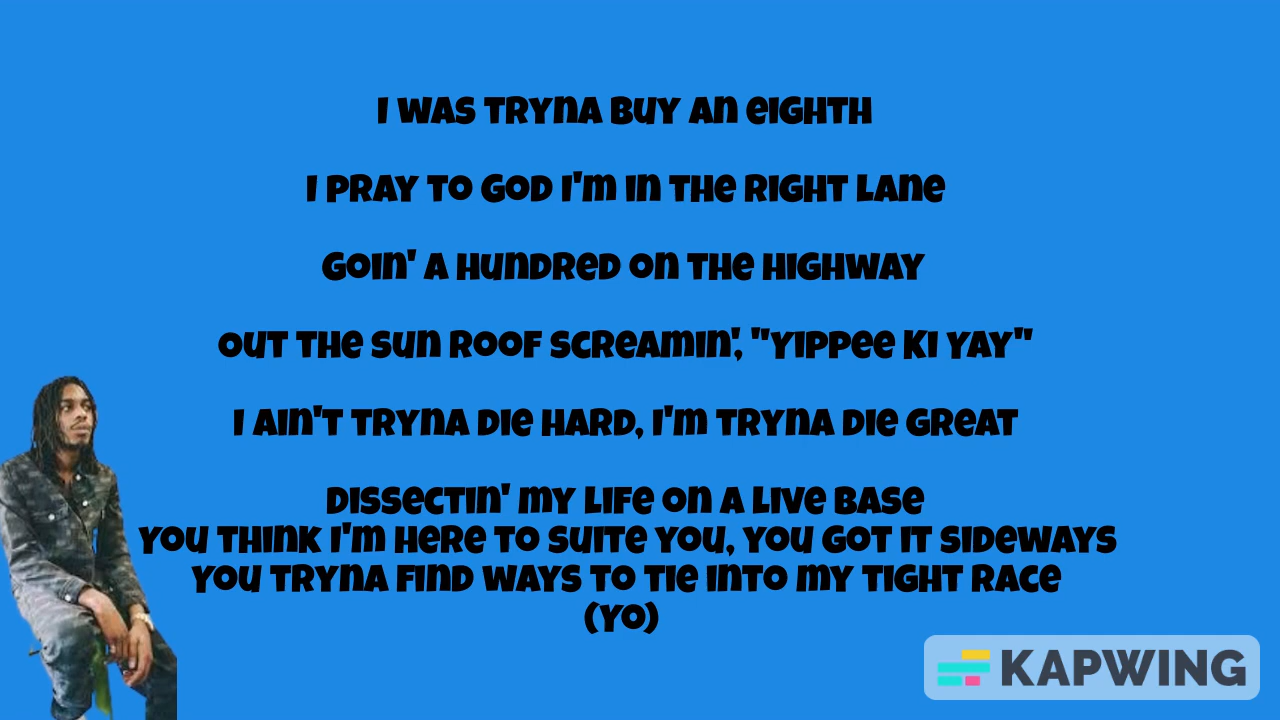 I was tryna buy an eighth
I pray to God I'm in the right lane
Goin' a hundred on the highway
Out the sun roof screamin', "Yippee ki yay"
I ain't tryna die hard, I'm tryna die great
Dissectin' my life on a live base
You think I'm here to suite you, you got it sideways
You tryna find ways to tie into my tight race
(Yo)
KAPWING